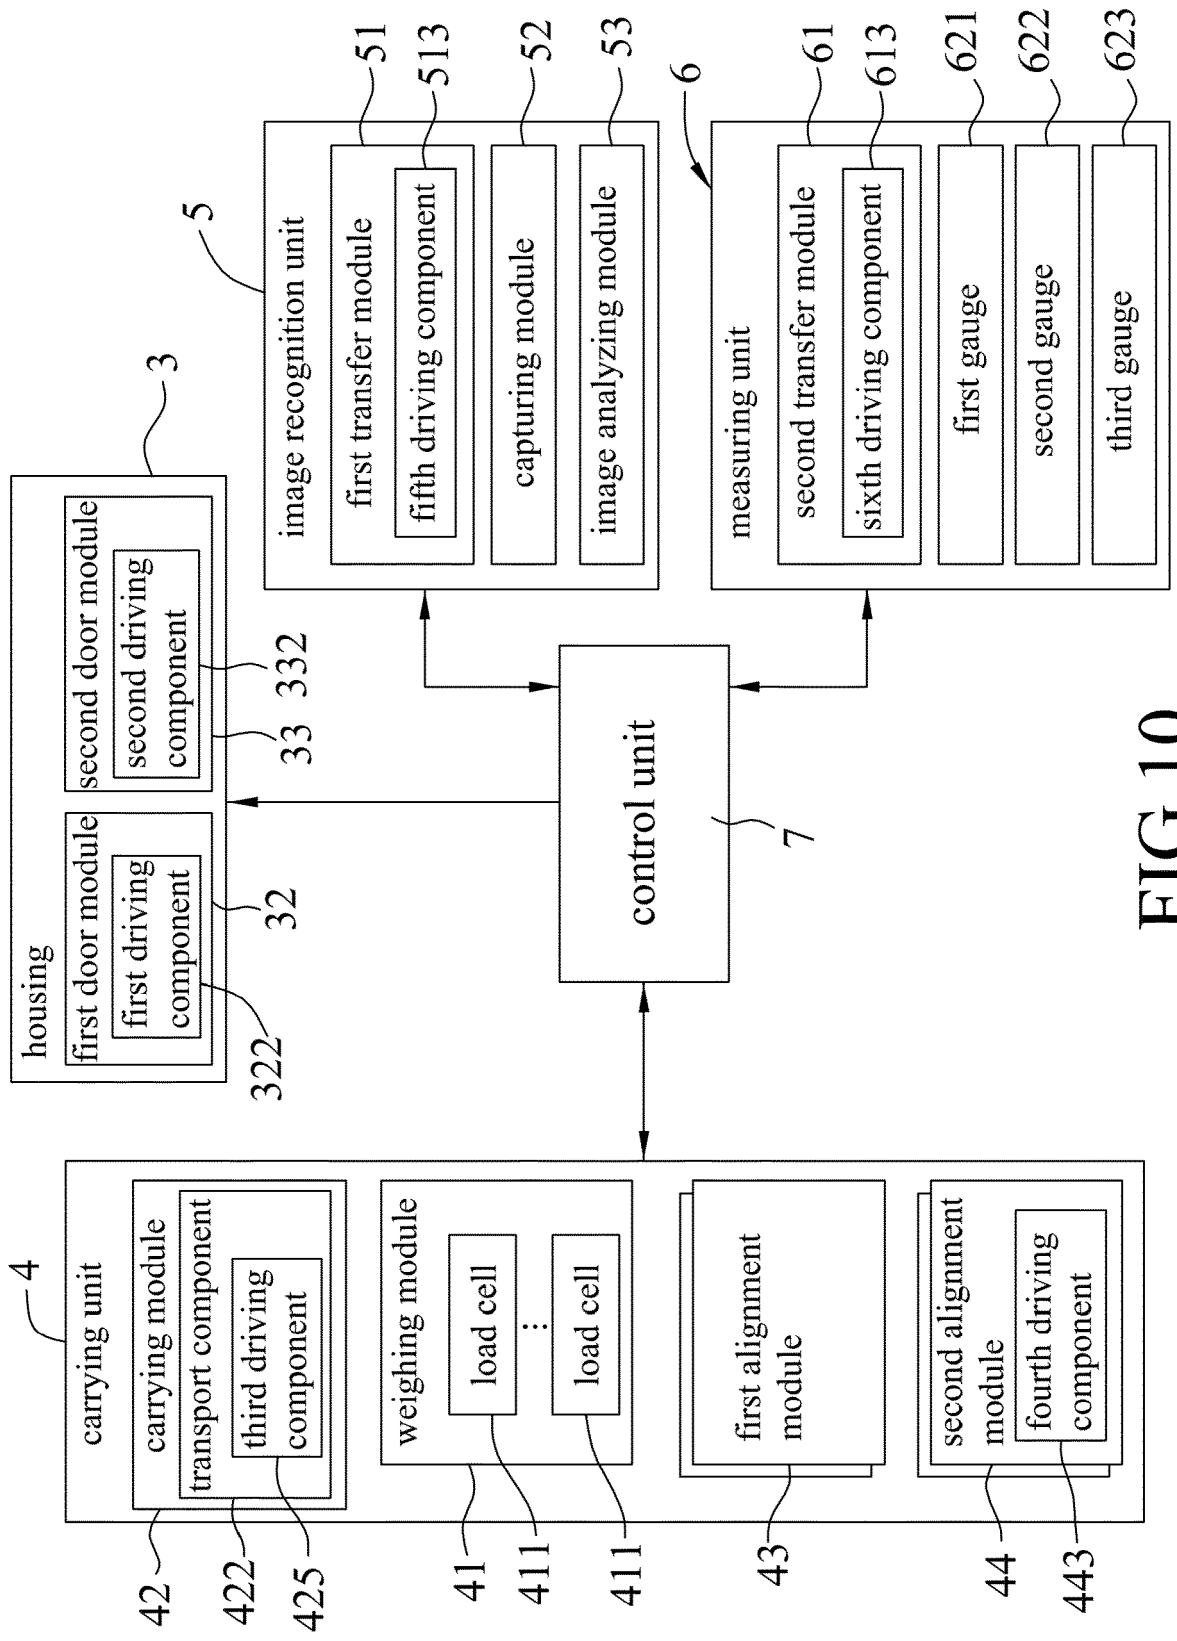 4
carrying unit
carrying module
transport component
third driving
component
42
422
425
weighing module
load cell
load cell
41
411
411
first alignment
module
43
second alignment
module
fourth driving
component
44
443
housing
first door module
first driving
component
322
32
second door module
second driving
component
33
332
3
control unit
7
5
image recognition unit
first transfer module
fifth driving component
capturing module
image analyzing module
51
513
52
53
6
measuring unit
second transfer module
sixth driving component
first gauge
second gauge
third gauge
61
613
621
622
623
FIG.10